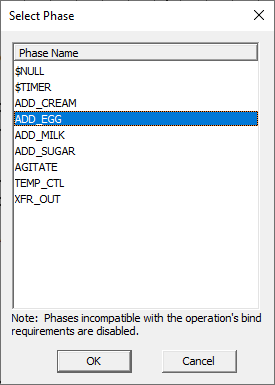 Select Phase
Phase Name
$NULL
$TIMER
ADD_CREAM
ADD_EGG
ADD_MILK
ADD_SUGAR
AGITATE
TEMP_CTL
XFR_OUT
Note:  Phases incompatible with the operation's bind
requirements are disabled.
OK
Cancel